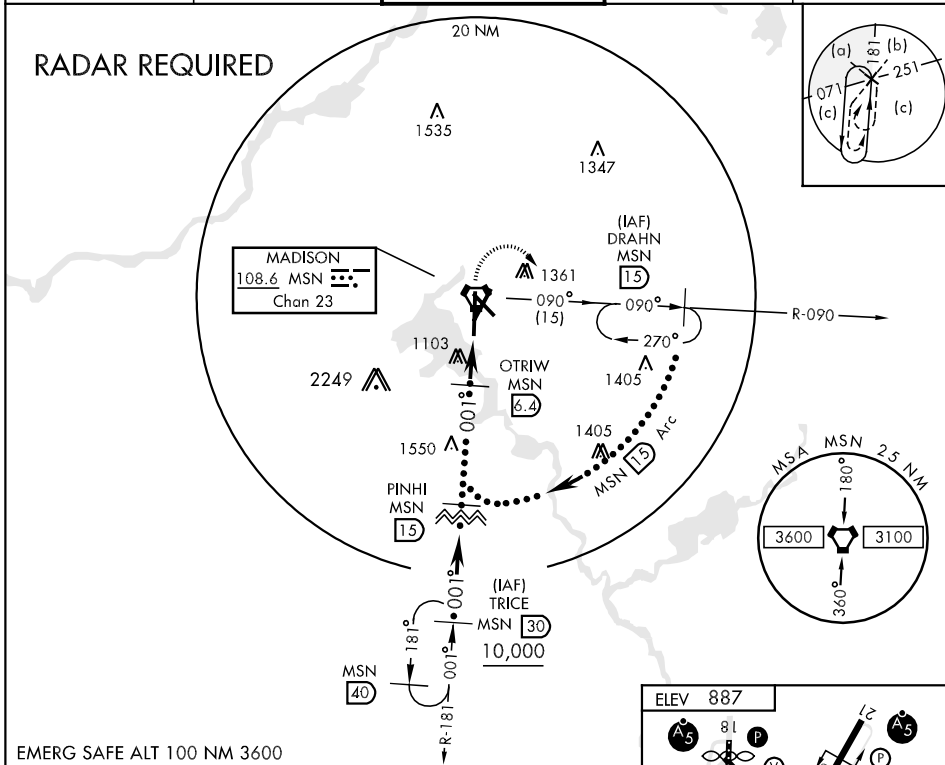 RADAR REQUIRED
20 NM
(a)
181
(b)
071
251
(c)
(c)
1535
1347
(IAF)
DRAHN
MSN
15
MADISON
108.6 MSN
Chan 23
1361
090°
(15)
090°
R-090
270°
1103
OTRIW
MSN
6.4
1405
2249
001°
1405
1550
MSN 15 Arc
PINHI
MSN
15
MSA MSN 25 NM
180°
3600
3100
360°
001°
(IAF)
TRICE
MSN 30
10,000
181°
001°
MSN
40
R-181
ELEV 887
A5
18
P
V
21
A5
P
EMERG SAFE ALT 100 NM 3600